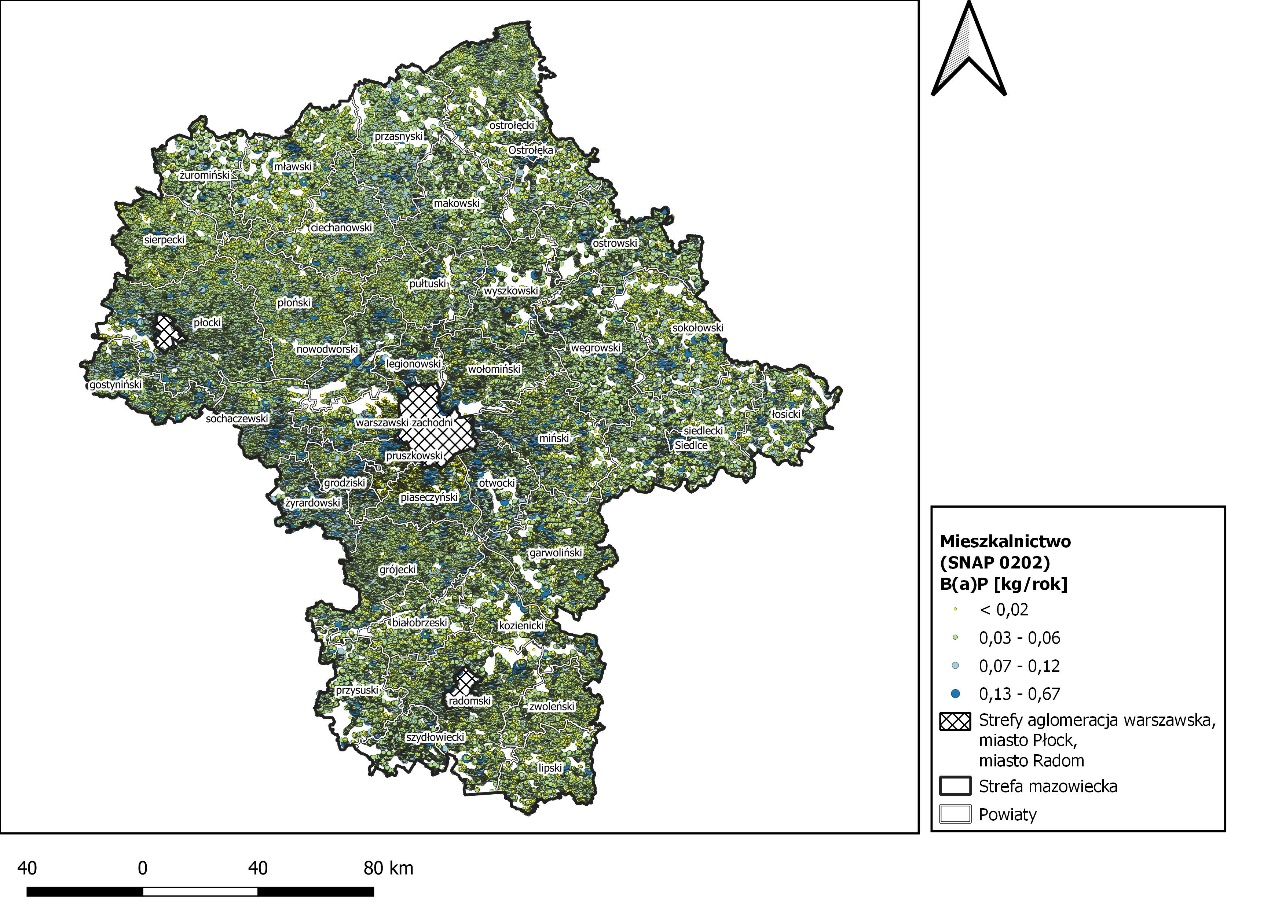 ostrołęcki
przasnyski
Ostrołęka
mławski
żuromiński
makowski
ciechanowski
sierpecki
ostrowski
pułtuski
wyszkowski
płoński
płocki
sokołowski
nowodworski
węgrowski
legionowski
wołomiński
gostyniński
łosicki
sochaczewski
warszawski zachodni
siedlecki
miński
Siedlce
pruszkowski
grodziski
otwocki
piaseczyński
żyrardowski
garwoliński
grójecki
białobrzeski
kozienicki
przysuski
radomski
zwoleński
szydłowiecki
lipski
Mieszkalnictwo
(SNAP 0202)
B(a)P [kg/rok]
< 0,02
0,03 - 0,06
0,07 - 0,12
0,13 - 0,67
Strefy aglomeracja warszawska,
miasto Płock,
miasto Radom
Strefa mazowiecka
Powiaty
40 0 40 80 km